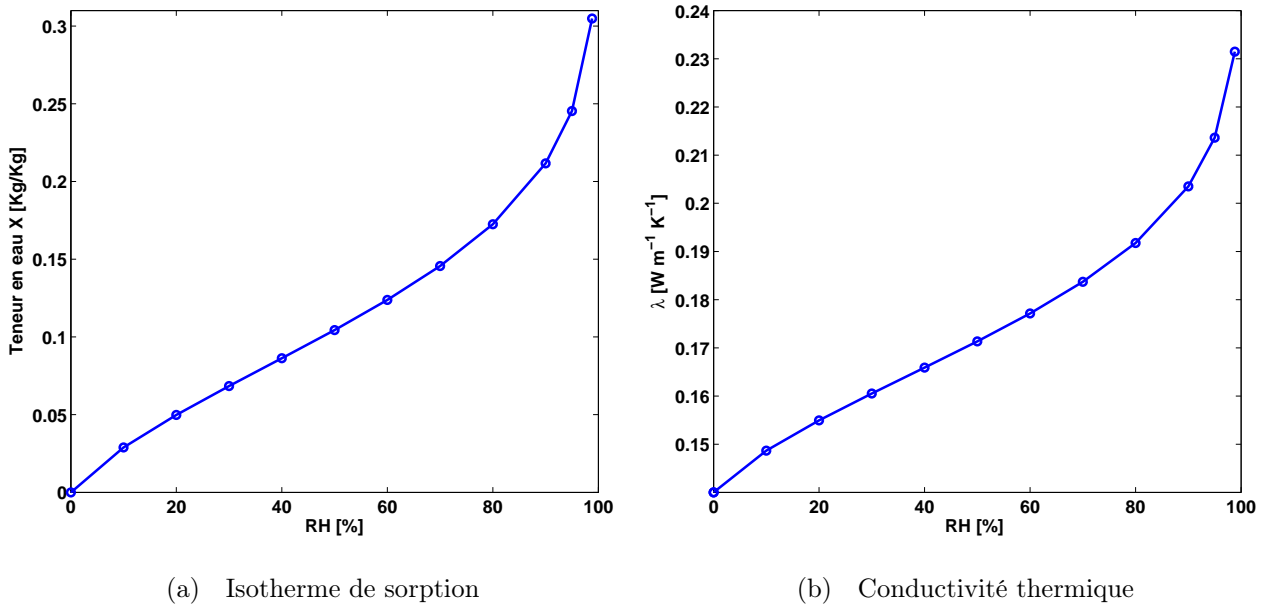 0.3
0.25
0.2
0.15
0.1
0.05
0
Teneur en eau X [Kg/Kg]
0 20 40 60 80 100
RH [%]
(a) Isotherme de sorption
0.24
0.23
0.22
0.21
0.2
0.19
0.18
0.17
0.16
0.15
λ [W m⁻¹ K⁻¹]
0 20 40 60 80 100
RH [%]
(b) Conductivité thermique